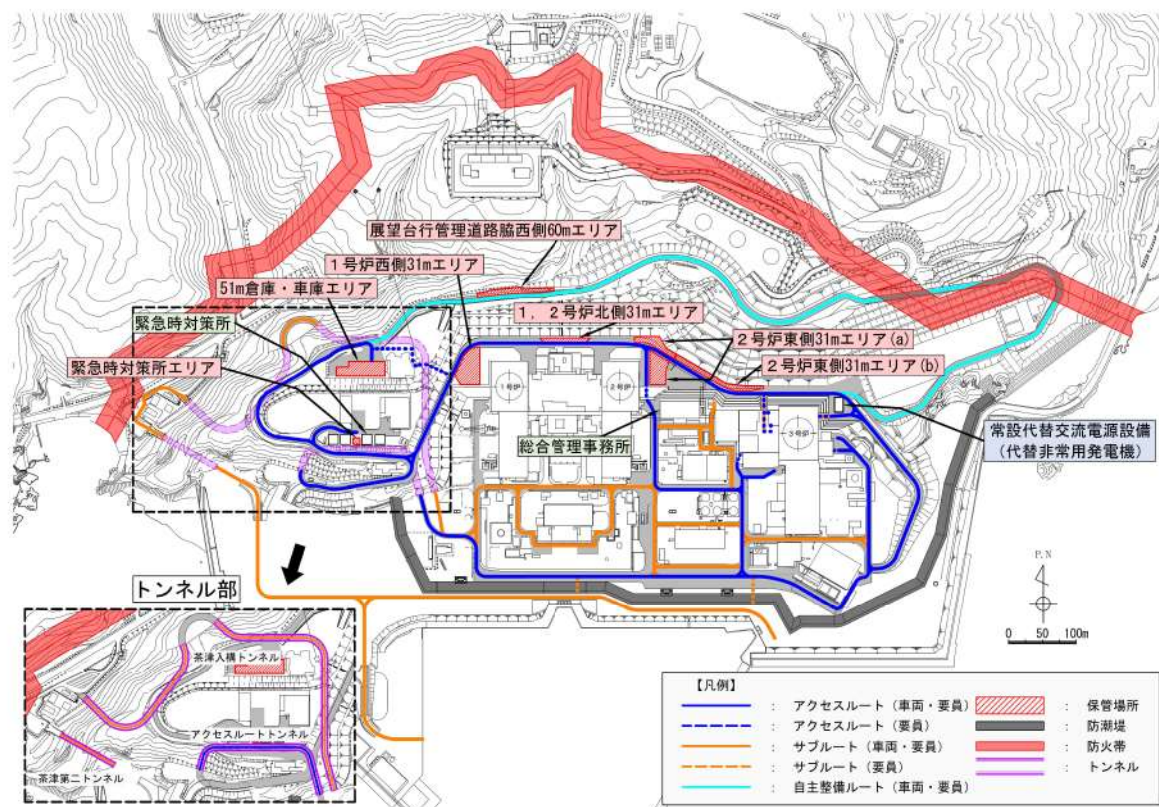 展望台行管理道路脇西側60mエリア
1号炉西側31mエリア
51m倉庫・車庫エリア
緊急時対策所
緊急時対策所エリア
1,2号炉北側31mエリア
2号炉東側31mエリア(a)
2号炉東側31mエリア(b)
1号炉
2号炉
3号炉
総合管理事務所
常設代替交流電源設備
(代替非常用発電機)
トンネル部
茶津入構トンネル
アクセスルートトンネル
茶津第二トンネル
P.N
0 50 100m
【凡例】
: アクセスルート(車両・要員)
: アクセスルート(要員)
: サブルート(車両・要員)
: サブルート(要員)
: 自主整備ルート(車両・要員)
: 保管場所
: 防潮堤
: 防火帯
: トンネル